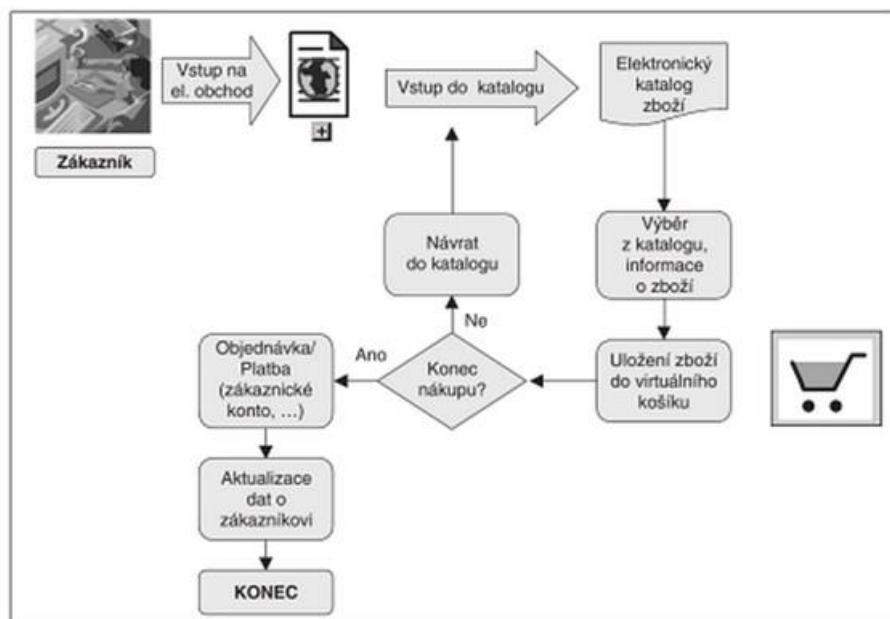 Vstup na
el. obchod
Vstup do katalogu
Elektronický
katalog
zboží
Zákazník
Návrat
do katalogu
Výběr
z katalogu,
informace
o zboží
Ne
Ano
Objednávka/
Platba
(zákaznické
konto, …)
Konec
nákupu?
Uložení zboží
do virtuálního
košíku
Aktualizace
dat o
zákazníkovi
KONEC